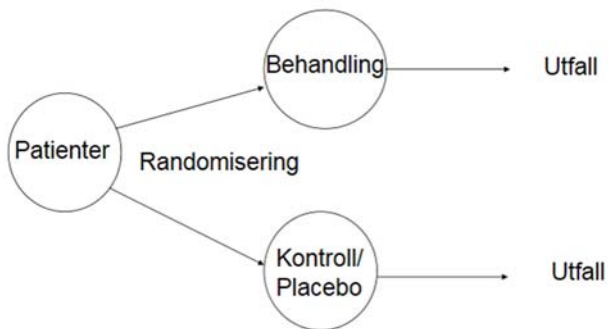 Behandling
Utfall
Patienter
Randomisering
Kontroll/
Placebo
Utfall